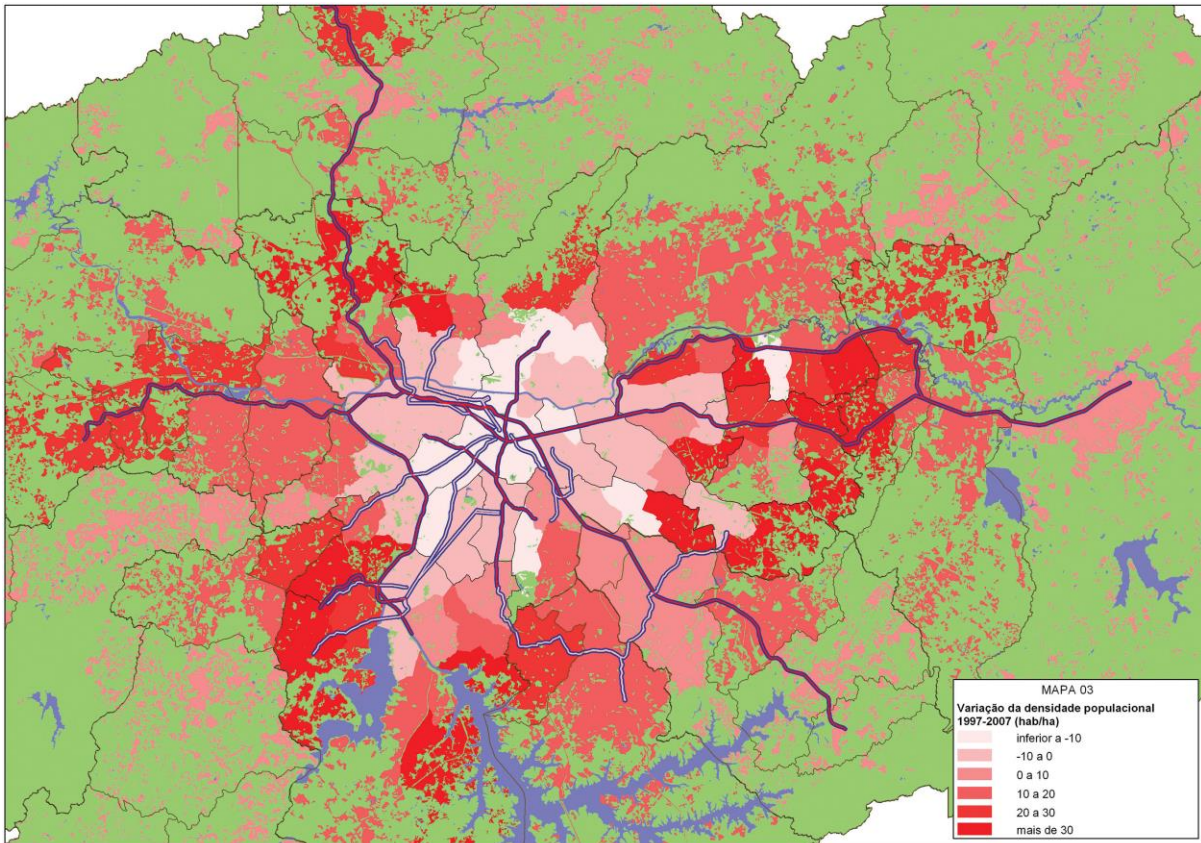 MAPA 03
Variação da densidade populacional
1997-2007 (hab/ha)
inferior a -10
-10 a 0
0 a 10
10 a 20
20 a 30
mais de 30